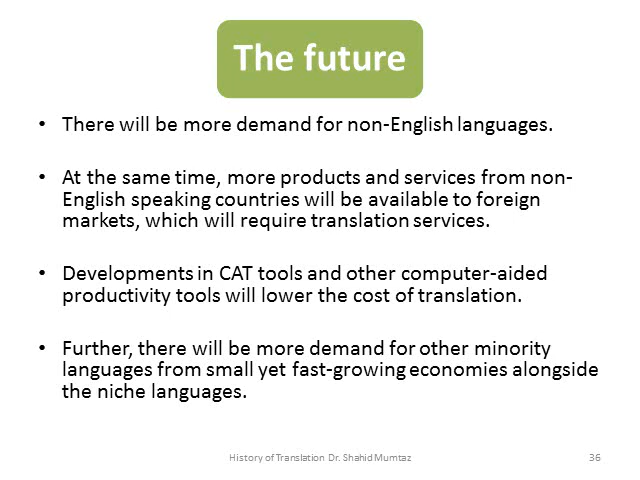 The future
• There will be more demand for non-English languages.
• At the same time, more products and services from non-
English speaking countries will be available to foreign
markets, which will require translation services.
• Developments in CAT tools and other computer-aided
productivity tools will lower the cost of translation.
• Further, there will be more demand for other minority
languages from small yet fast-growing economies alongside
the niche languages.
History of Translation Dr. Shahid Mumtaz
36